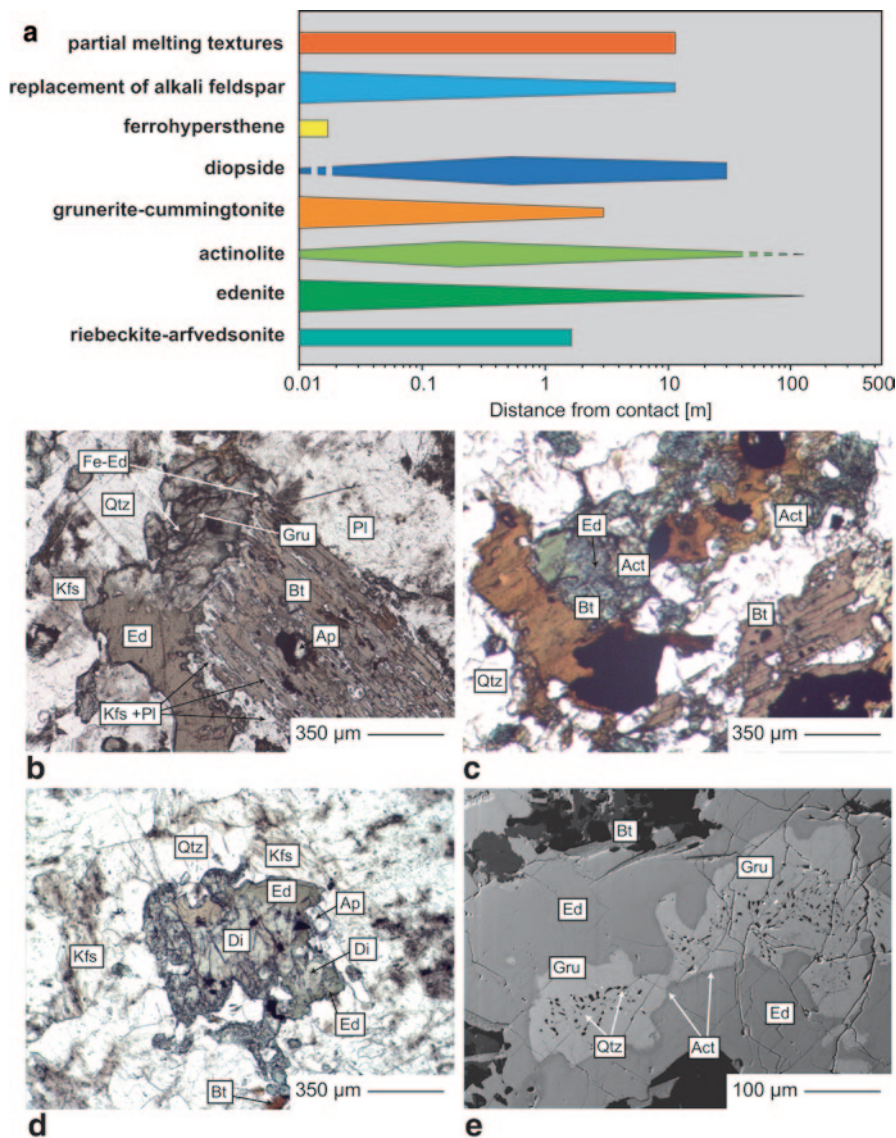 a
partial melting textures
replacement of alkali feldspar
ferrohypersthene
diopside
grunerite-cummingtonite
actinolite
edenite
riebeckite-arfvedsonite
0.01 0.1 1 10 100 500
Distance from contact [m]
Fe-Ed
Qtz
Gru
Pl
Kfs
Bt
Ed
Ap
Kfs +Pl
350 µm
b
Ed
Act
Act
Bt
Bt
Qtz
350 µm
c
Qtz
Kfs
Ed
Ap
Di
Kfs
Di
Ed
Bt
350 µm
d
Bt
Gru
Ed
Gru
Ed
Qtz
Act
100 µm
e